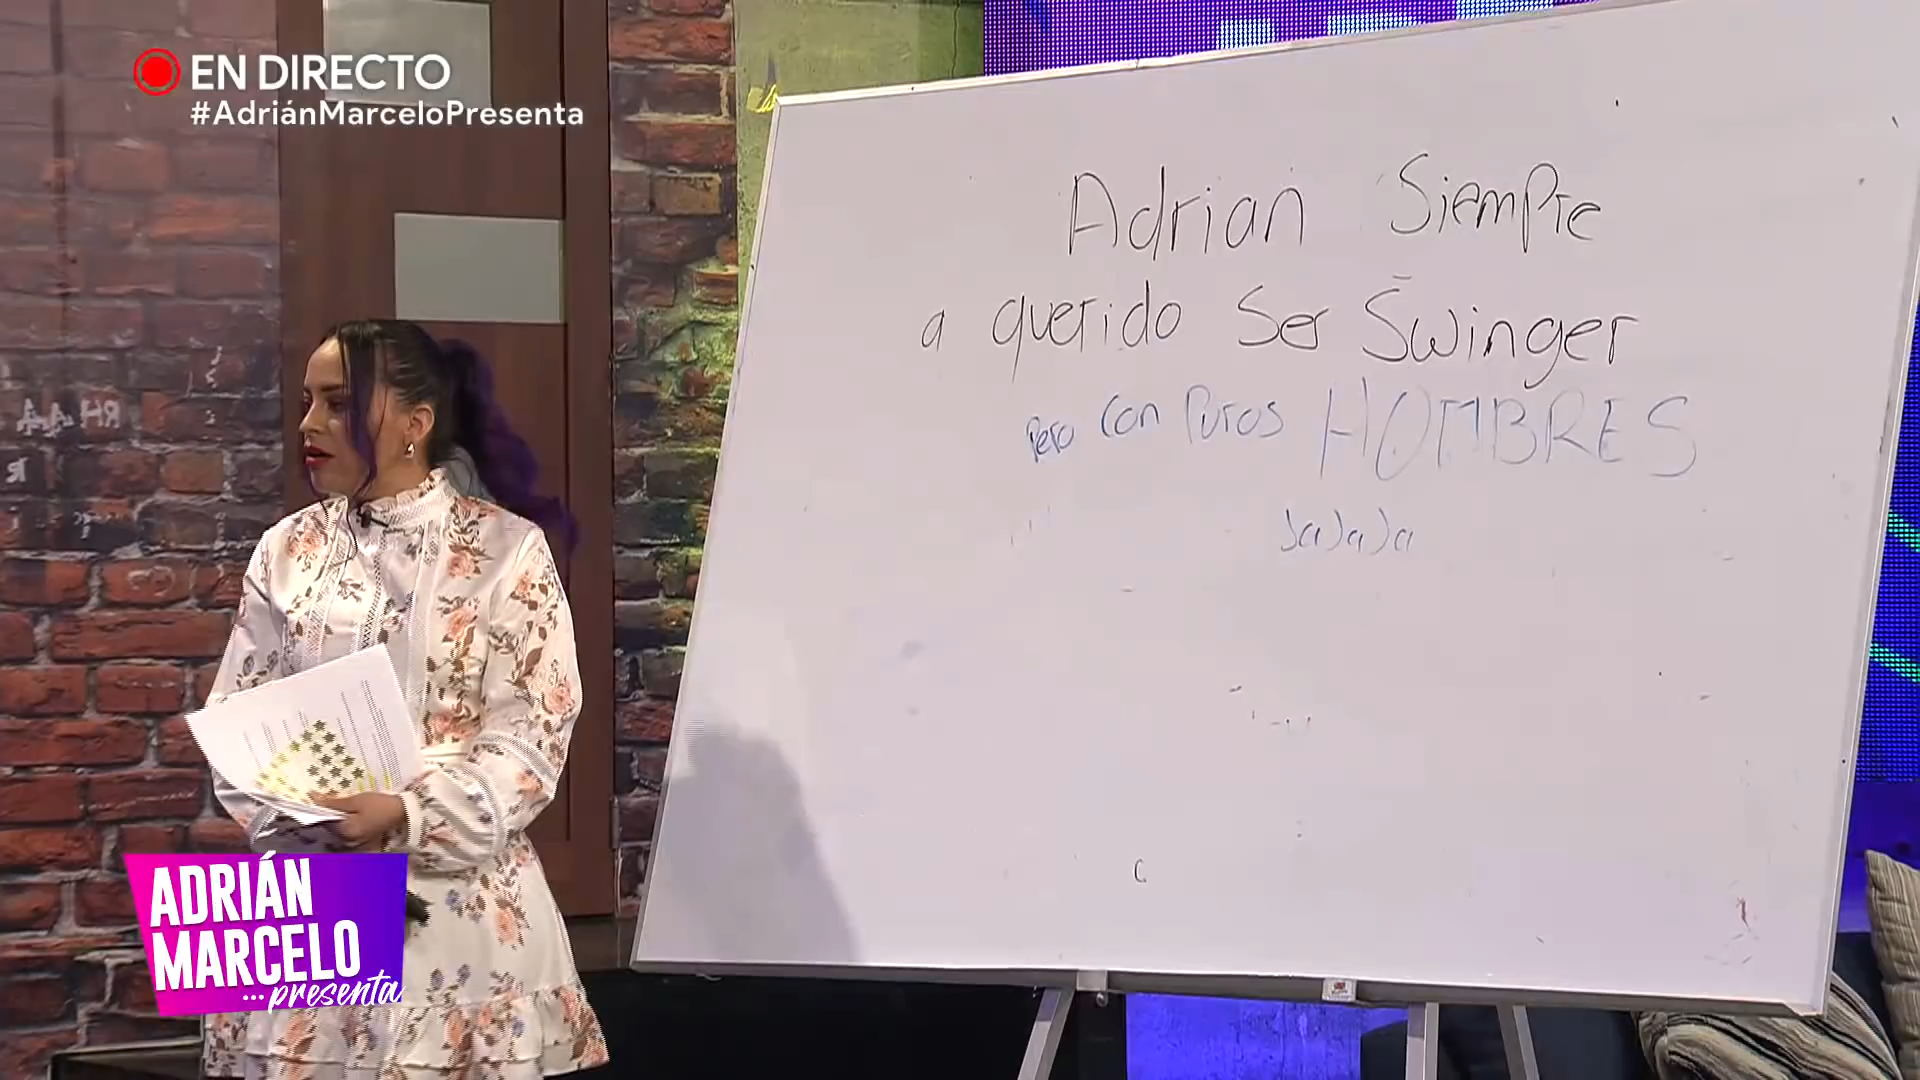 EN DIRECTO
#AdriánMarceloPresenta
Adrian Siempre
a querido Ser Swinger
Pero Con Puros HOMBRES
JaJaJa
ADRIÁN
MARCELO
...presenta